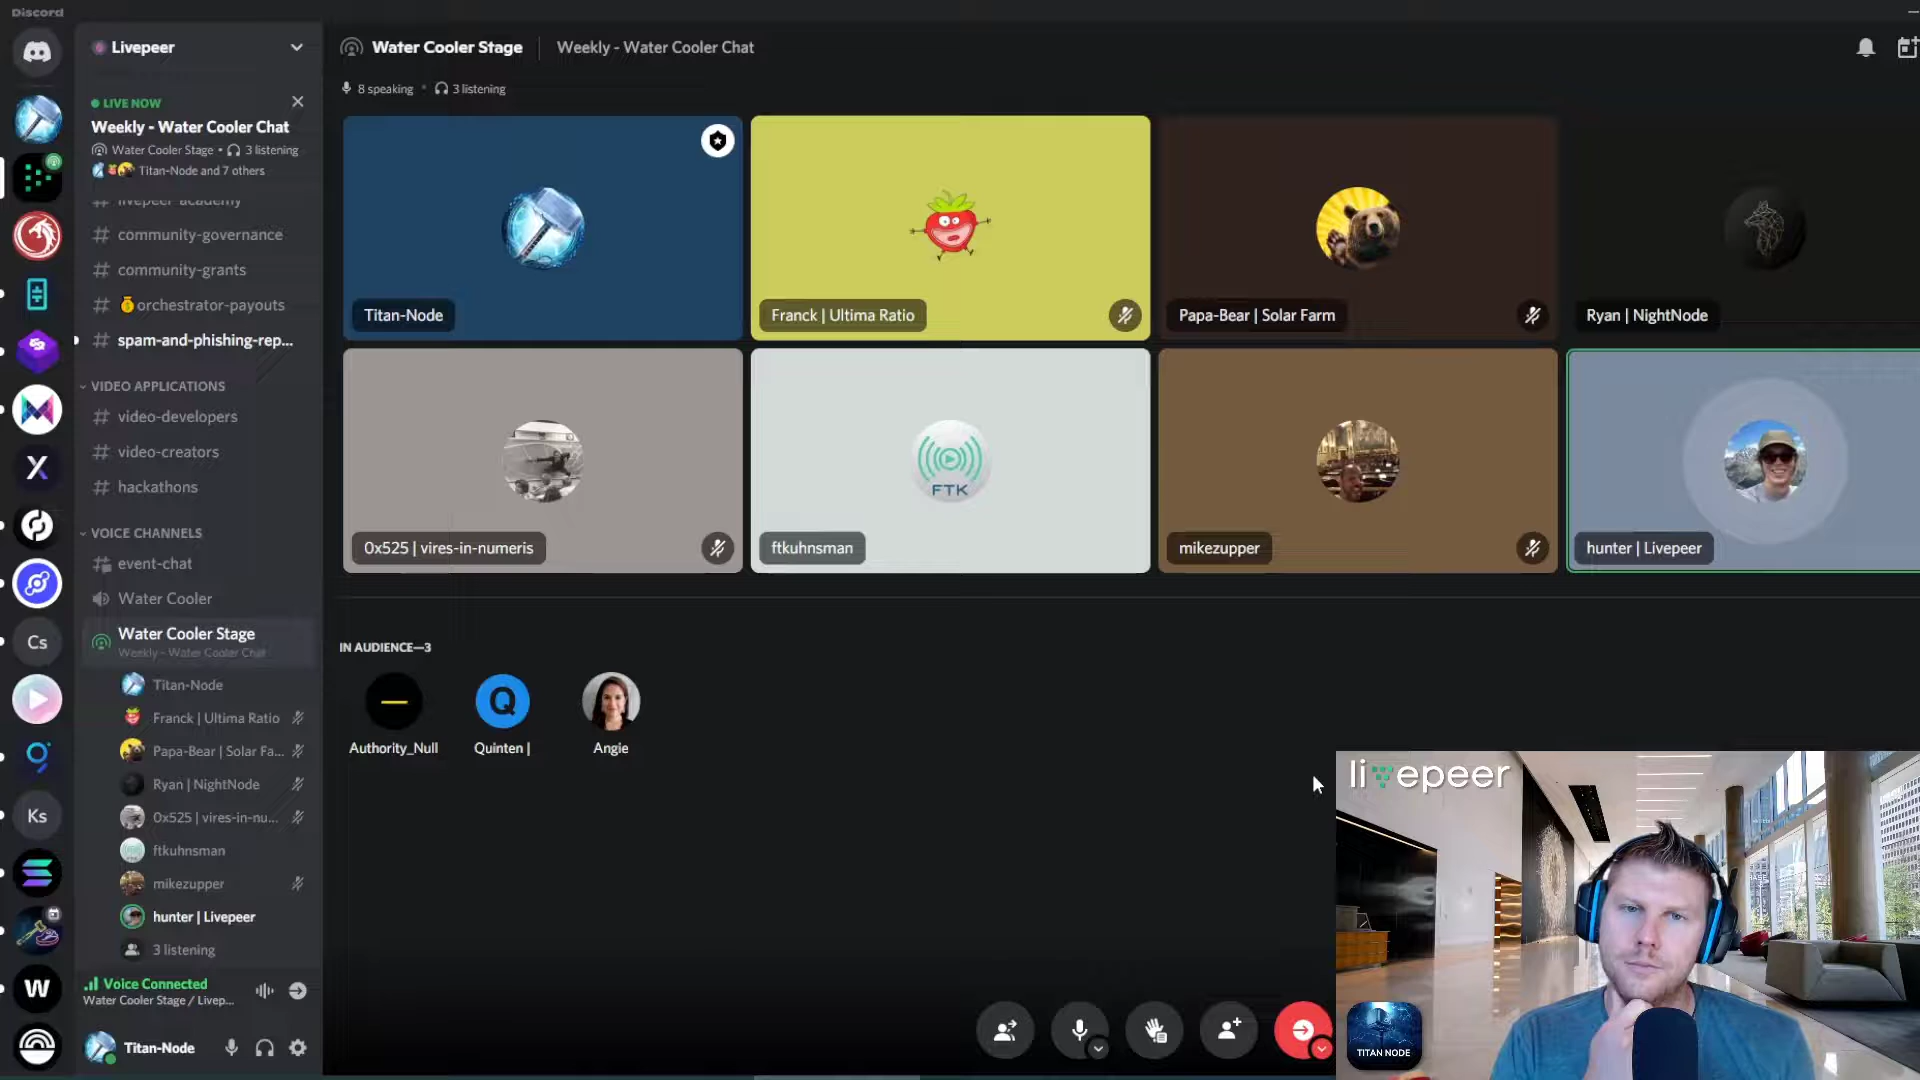 Discord
Livepeer
LIVE NOW
Weekly - Water Cooler Chat
Water Cooler Stage • 3 listening
Titan-Node and 7 others
livepeer-academy
community-governance
community-grants
orchestrator-payouts
spam-and-phishing-rep...
VIDEO APPLICATIONS
video-developers
video-creators
hackathons
VOICE CHANNELS
event-chat
Water Cooler
Water Cooler Stage
Weekly - Water Cooler Chat
Titan-Node
Franck | Ultima Ratio
Papa-Bear | Solar Fa...
Ryan | NightNode
0x525 | vires-in-nu...
ftkuhnsman
mikezupper
hunter | Livepeer
3 listening
Voice Connected
Water Cooler Stage / Livep...
Titan-Node
Cs
Ks
W
Water Cooler Stage
Weekly - Water Cooler Chat
8 speaking • 3 listening
Titan-Node
Franck | Ultima Ratio
Papa-Bear | Solar Farm
Ryan | NightNode
0x525 | vires-in-numeris
FTK
ftkuhnsman
mikezupper
hunter | Livepeer
IN AUDIENCE—3
Q
Authority_Null
Quinten |
Angie
livepeer
TITAN NODE